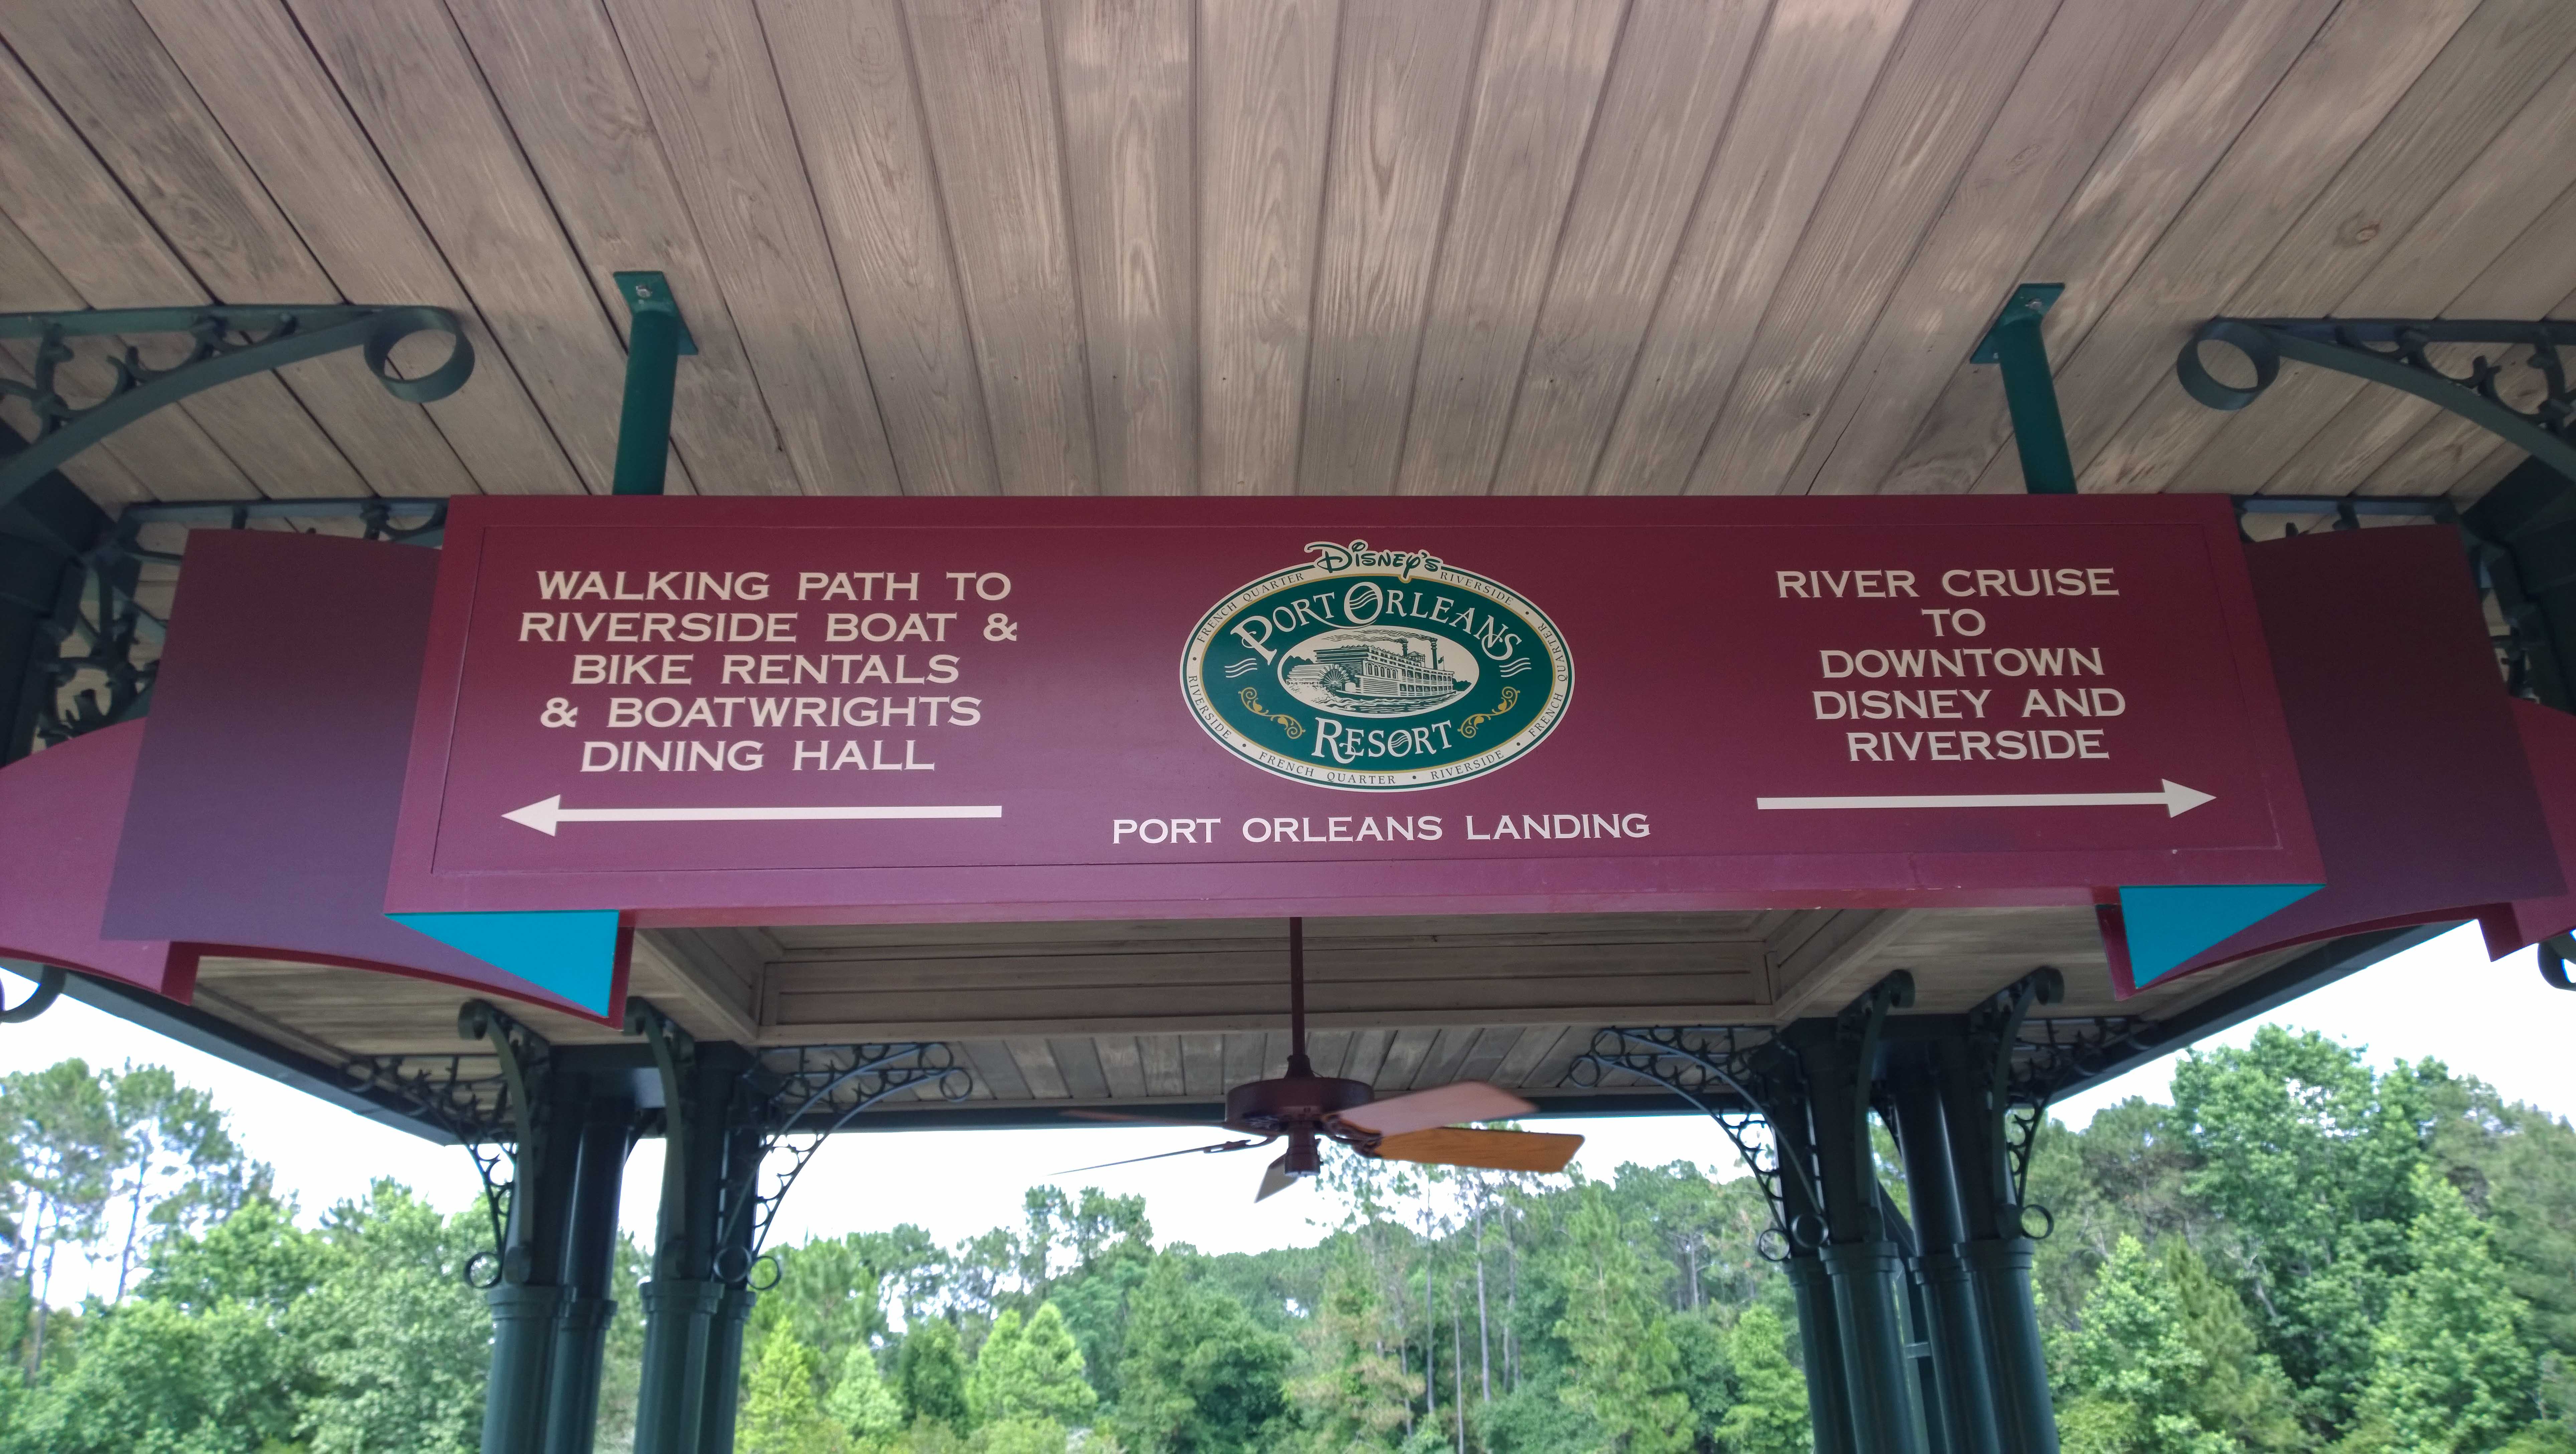 WALKING PATH TO
RIVERSIDE BOAT &
BIKE RENTALS
& BOATWRIGHTS
DINING HALL
DISNEY'S
PORT ORLEANS
RESORT
FRENCH QUARTER • RIVERSIDE • FRENCH QUARTER • RIVERSIDE • FRENCH QUARTER • RIVERSIDE •
PORT ORLEANS LANDING
RIVER CRUISE
TO
DOWNTOWN
DISNEY AND
RIVERSIDE